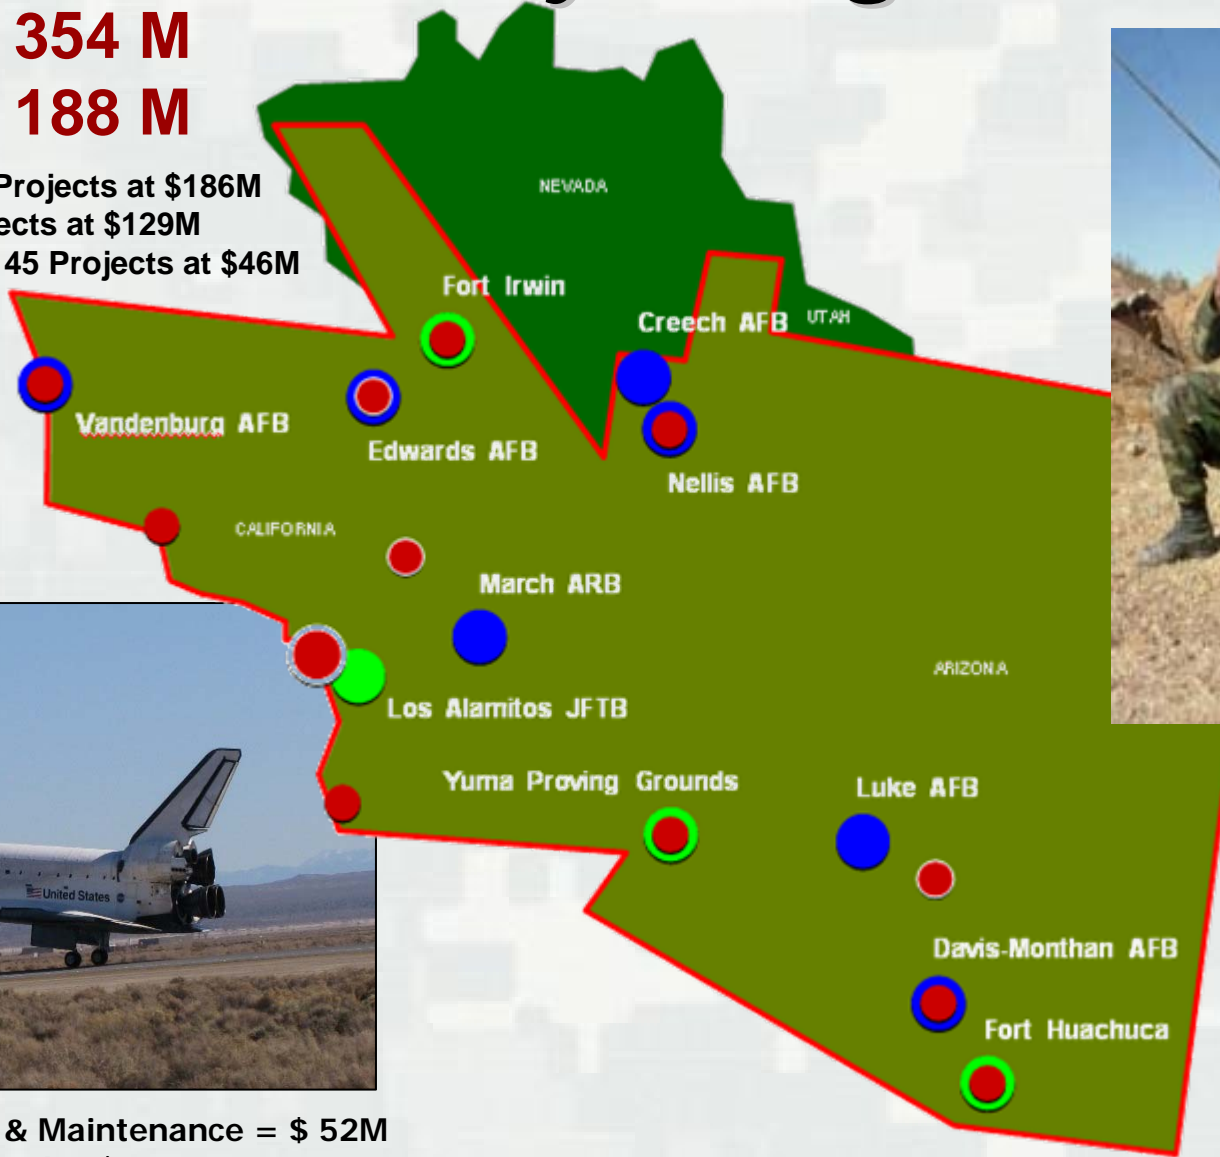 354 M
188 M
Projects at $186M
ects at $129M
45 Projects at $46M
NEVADA
Fort Irwin
Creech AFB
UTAH
Vandenburg AFB
Edwards AFB
Nellis AFB
CALIFORNIA
March ARB
ARIZONA
Los Alamitos JFTB
Yuma Proving Grounds
Luke AFB
United States
Davis-Monthan AFB
Fort Huachuca
& Maintenance = $ 52M